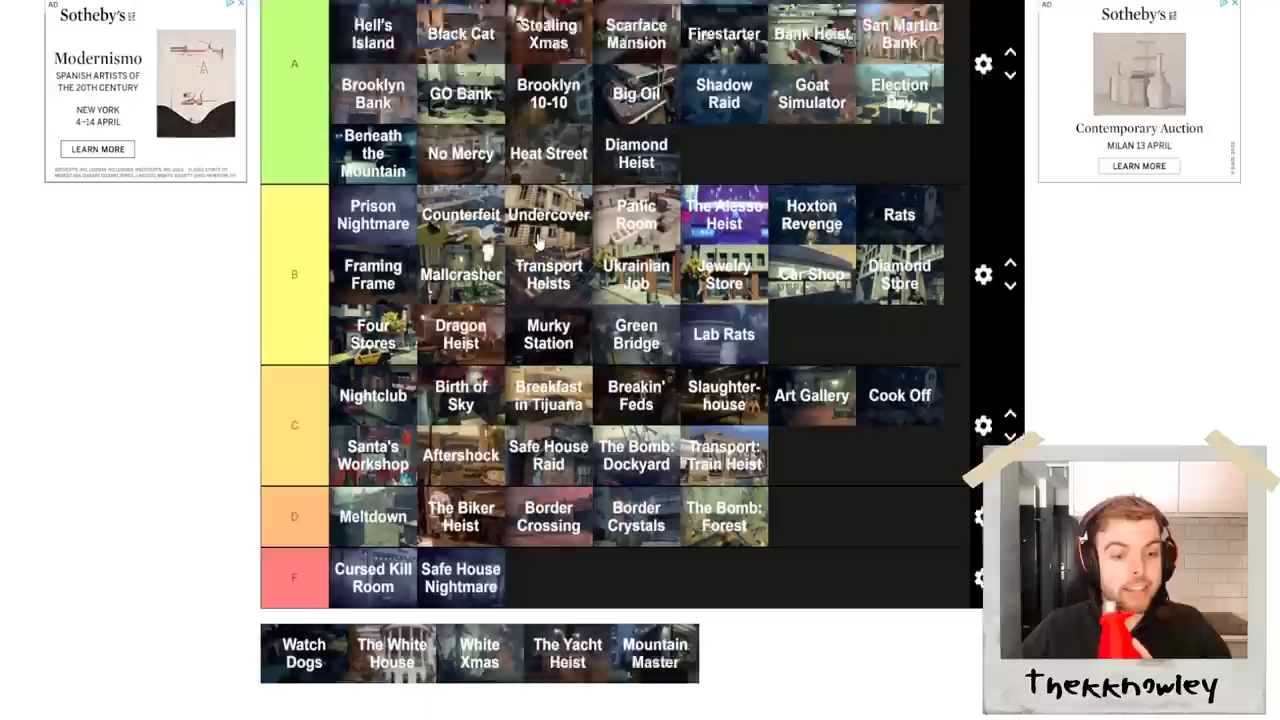 AD
Sotheby's
Modernismo
SPANISH ARTISTS OF
THE 20TH CENTURY
NEW YORK
4–14 APRIL
LEARN MORE
A
Hell's
Island
Black Cat
Stealing
Xmas
Scarface
Mansion
Firestarter
Bank Heist
San Martin
Bank
Brooklyn
Bank
GO Bank
Brooklyn
10-10
Big Oil
Shadow
Raid
Goat
Simulator
Election
Day
Beneath
the
Mountain
No Mercy
Heat Street
Diamond
Heist
B
Prison
Nightmare
Counterfeit
Undercover
Panic
Room
The Alesso
Heist
Hoxton
Revenge
Rats
Framing
Frame
Mallcrasher
Transport
Heists
Ukrainian
Job
Jewelry
Store
Car Shop
Diamond
Store
Four
Stores
Dragon
Heist
Murky
Station
Green
Bridge
Lab Rats
C
Nightclub
Birth of
Sky
Breakfast
in Tijuana
Breakin'
Feds
Slaughter-
house
Art Gallery
Cook Off
Santa's
Workshop
Aftershock
Safe House
Raid
The Bomb:
Dockyard
Transport:
Train Heist
D
Meltdown
The Biker
Heist
Border
Crossing
Border
Crystals
The Bomb:
Forest
F
Cursed Kill
Room
Safe House
Nightmare
Watch
Dogs
The White
House
White
Xmas
The Yacht
Heist
Mountain
Master
AD
Sotheby's
Contemporary Auction
MILAN 13 APRIL
LEARN MORE
Thekknowley